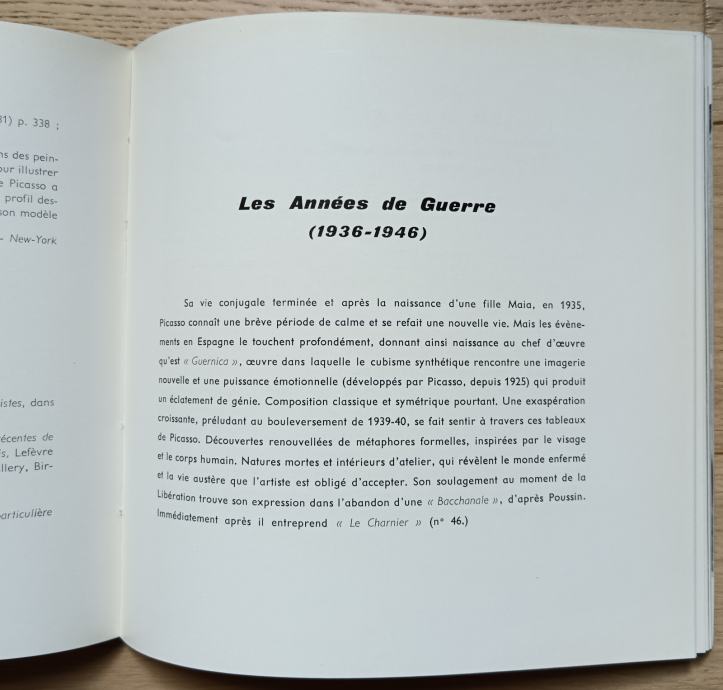 31) p. 338 ;
ns des pein-
our illustrer
e Picasso a
profil des-
son modèle
- New-York
istes, dans
écentes de
s, Lefèvre
llery, Bir-
articulière
Les Années de Guerre
(1936-1946)
Sa vie conjugale terminée et après la naissance d'une fille Maia, en 1935,
Picasso connaît une brève période de calme et se refait une nouvelle vie. Mais les évène-
ments en Espagne le touchent profondément, donnant ainsi naissance au chef d'œuvre
qu'est « Guernica », œuvre dans laquelle le cubisme synthétique rencontre une imagerie
nouvelle et une puissance émotionnelle (développés par Picasso, depuis 1925) qui produit
un éclatement de génie. Composition classique et symétrique pourtant. Une exaspération
croissante, préludant au bouleversement de 1939-40, se fait sentir à travers ces tableaux
de Picasso. Découvertes renouvellées de métaphores formelles, inspirées par le visage
et le corps humain. Natures mortes et intérieurs d'atelier, qui révèlent le monde enfermé
et la vie austère que l'artiste est obligé d'accepter. Son soulagement au moment de la
Libération trouve son expression dans l'abandon d'une « Bacchanale », d'après Poussin.
Immédiatement après il entreprend « Le Charnier » (n° 46.)